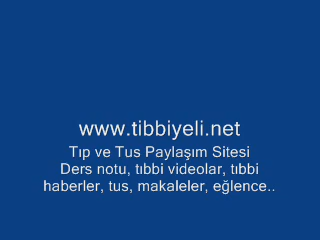 www.tibbiyeli.net
Tıp ve Tus Paylaşım Sitesi
Ders notu, tıbbi videolar, tıbbi
haberler, tus, makaleler, eğlence..